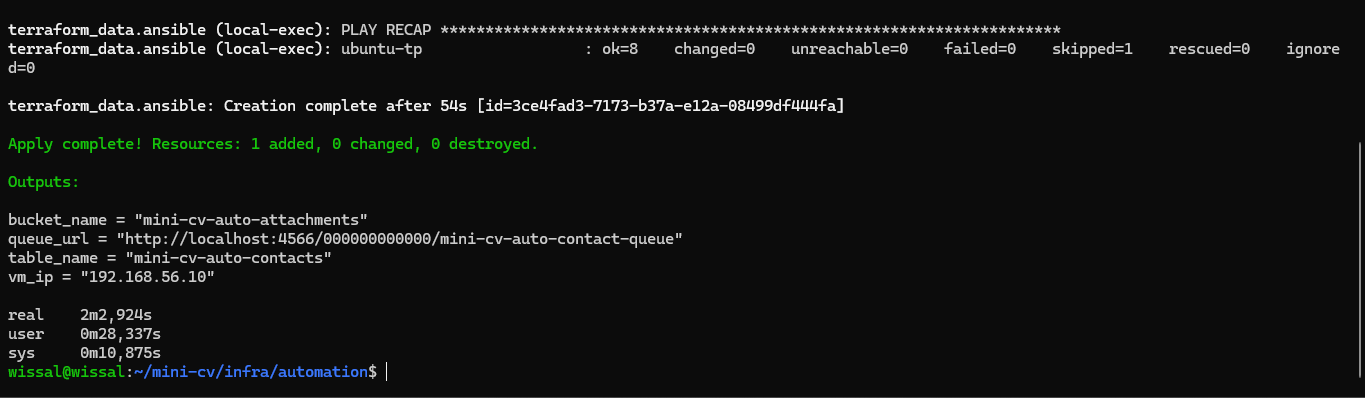 terraform_data.ansible (local-exec): PLAY RECAP *********************************************************************
terraform_data.ansible (local-exec): ubuntu-tp                  : ok=8    changed=0    unreachable=0    failed=0    skipped=1    rescued=0    ignore
d=0
terraform_data.ansible: Creation complete after 54s [id=3ce4fad3-7173-b37a-e12a-08499df444fa]
Apply complete! Resources: 1 added, 0 changed, 0 destroyed.
Outputs:
bucket_name = "mini-cv-auto-attachments"
queue_url = "http://localhost:4566/000000000000/mini-cv-auto-contact-queue"
table_name = "mini-cv-auto-contacts"
vm_ip = "192.168.56.10"
real    2m2,924s
user    0m28,337s
sys     0m10,875s
wissal@wissal:~/mini-cv/infra/automation$